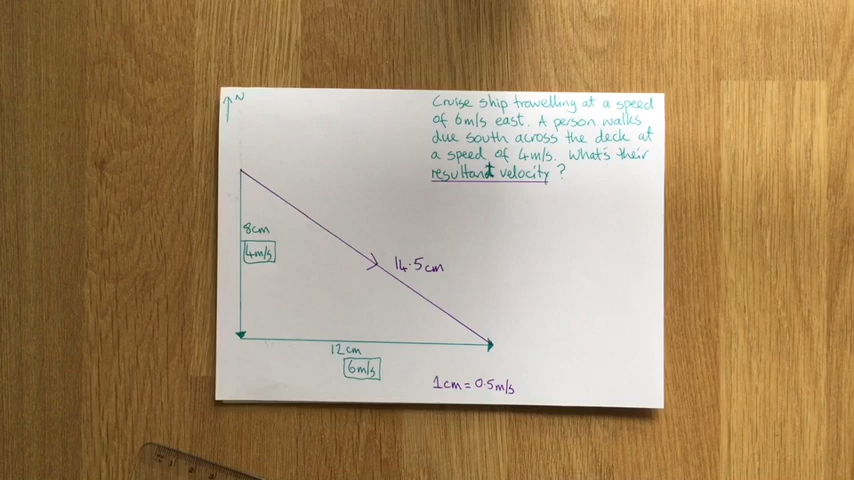 N
Cruise ship travelling at a speed
of 6m/s east. A person walks
due south across the deck at
a speed of 4m/s. What's their
resultant velocity ?
8cm
4m/s
14.5cm
12cm
6m/s
1cm = 0.5m/s